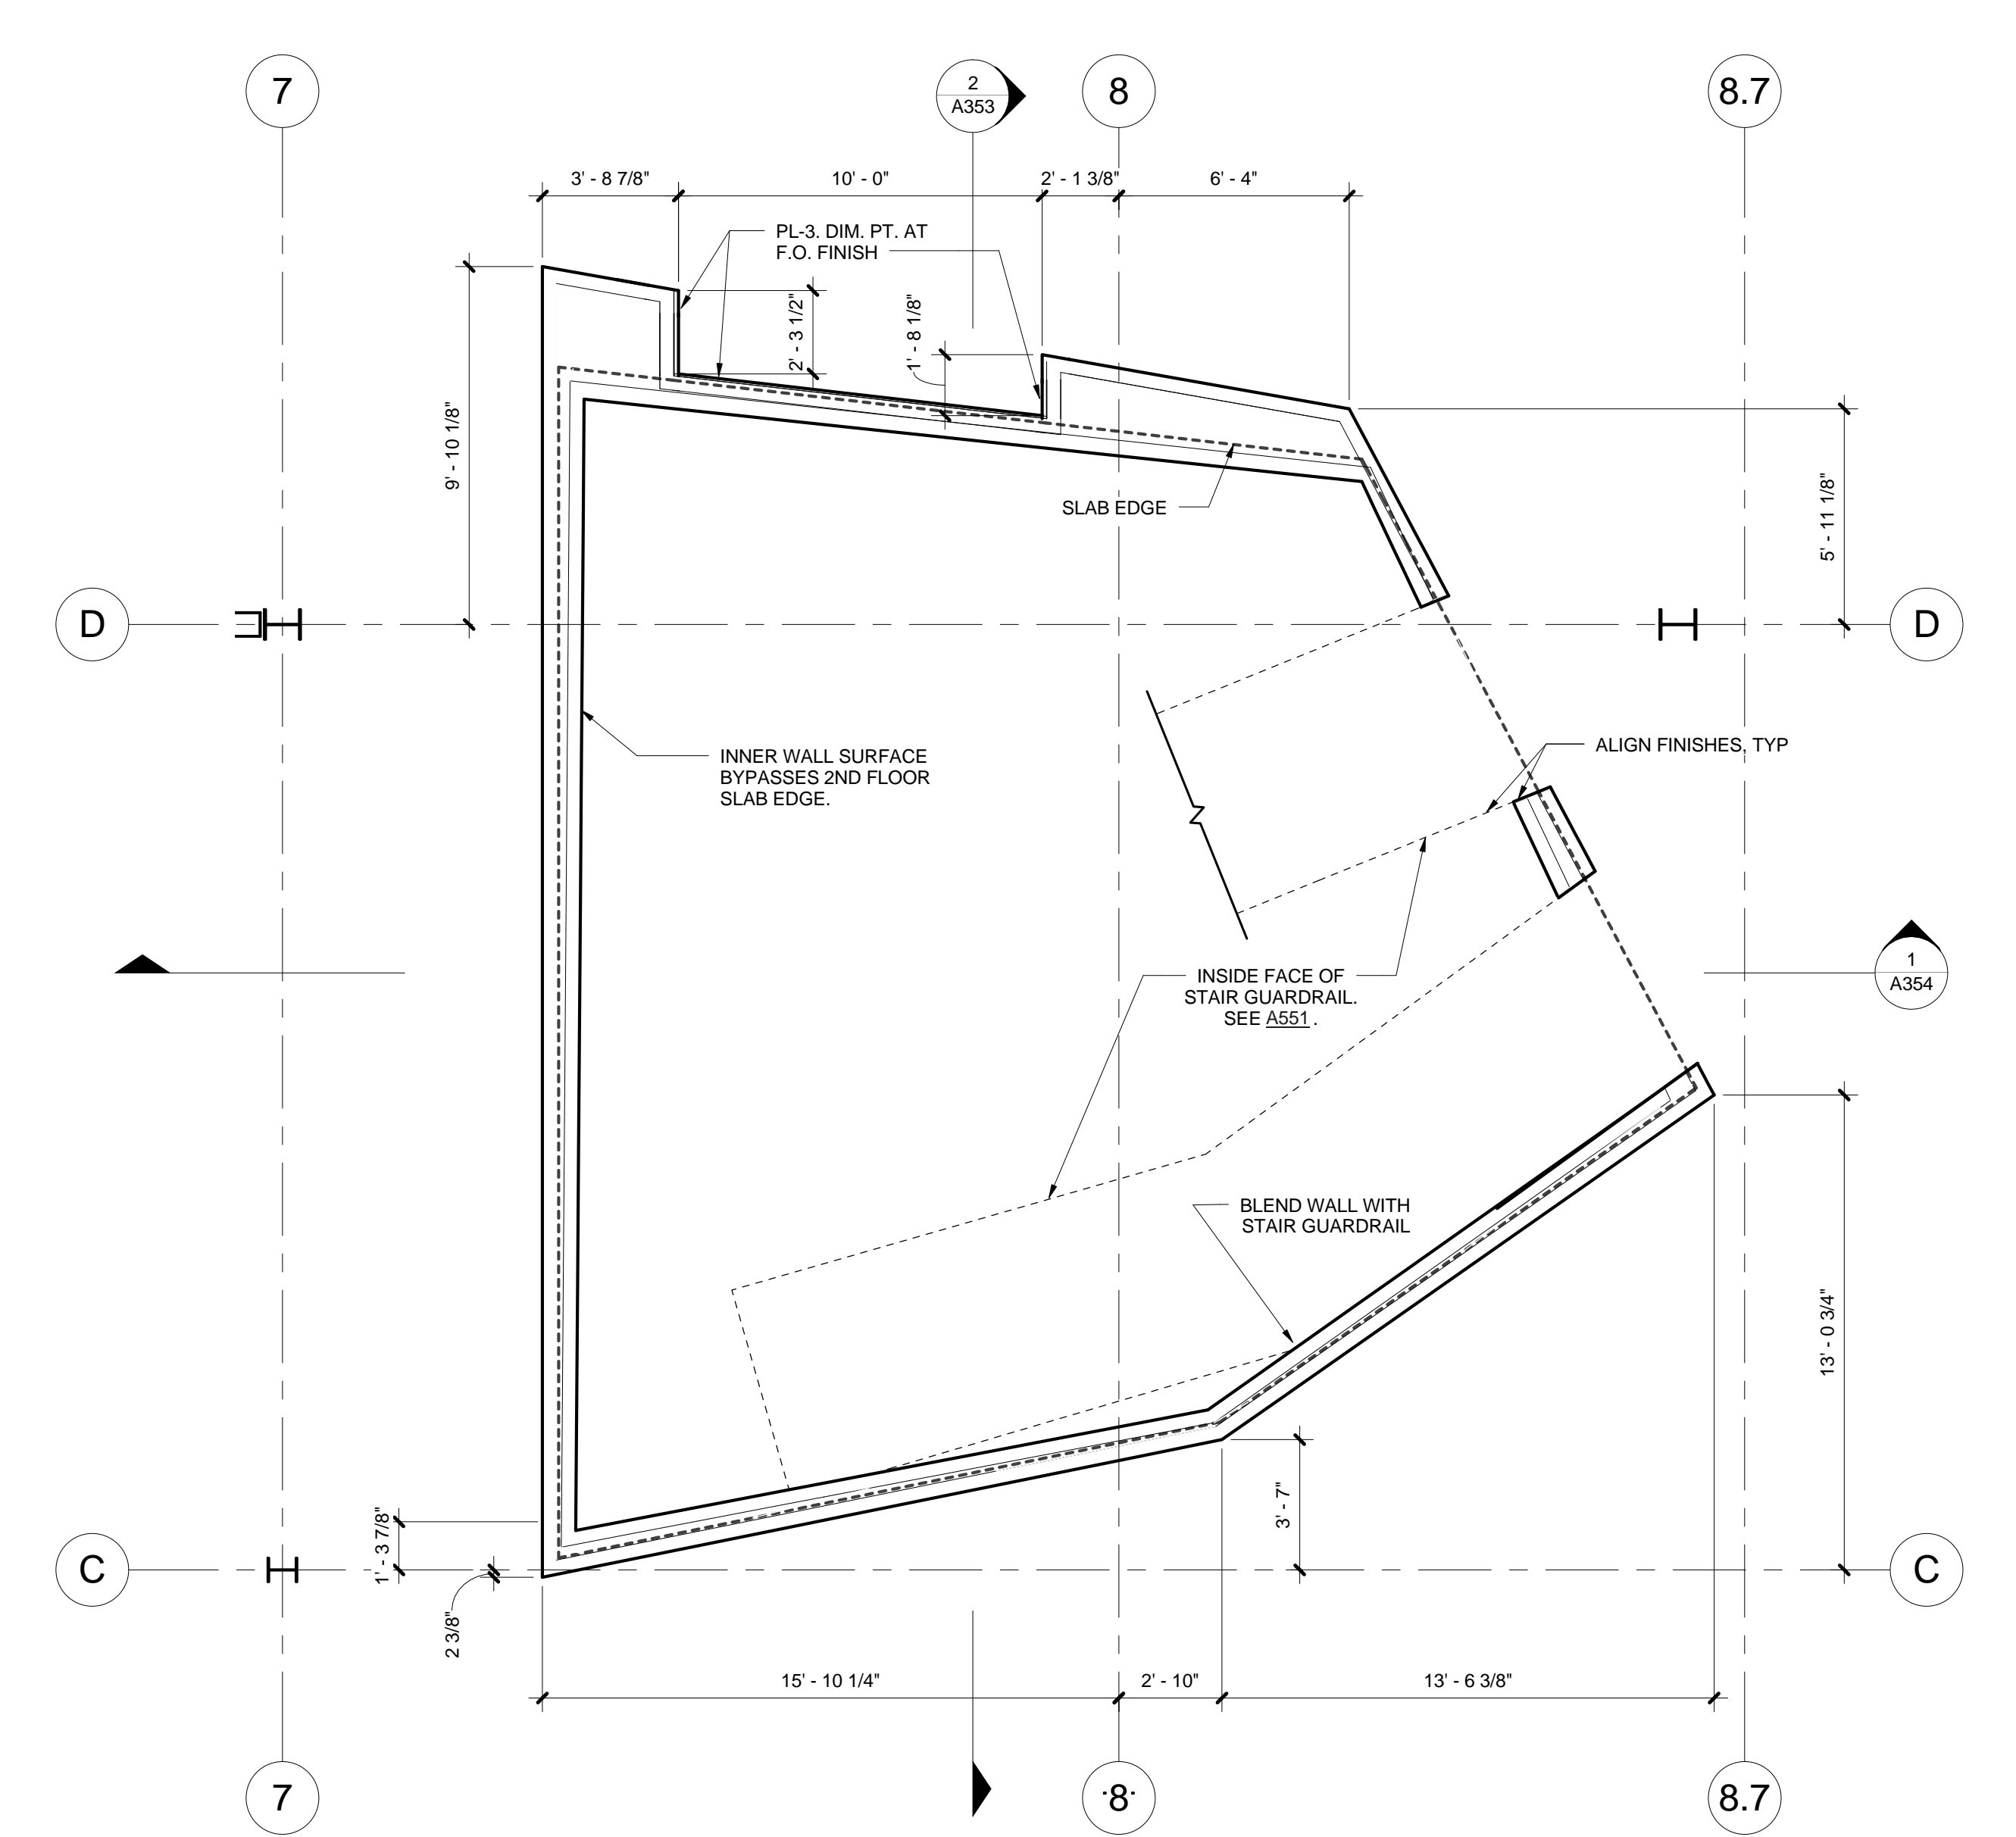 7
2
A353
8
8.7
3' - 8 7/8"
10' - 0"
2' - 1 3/8"
6' - 4"
PL-3. DIM. PT. AT
F.O. FINISH
2' - 3 1/2"
1' - 8 1/8"
9' - 10 1/8"
SLAB EDGE
5' - 11 1/8"
D
D
INNER WALL SURFACE
BYPASSES 2ND FLOOR
SLAB EDGE.
ALIGN FINISHES, TYP
INSIDE FACE OF
STAIR GUARDRAIL.
SEE A551 .
1
A354
BLEND WALL WITH
STAIR GUARDRAIL
13' - 0 3/4"
3' - 7"
1' - 3 7/8"
C
C
2 3/8"
15' - 10 1/4"
2' - 10"
13' - 6 3/8"
7
8
8.7